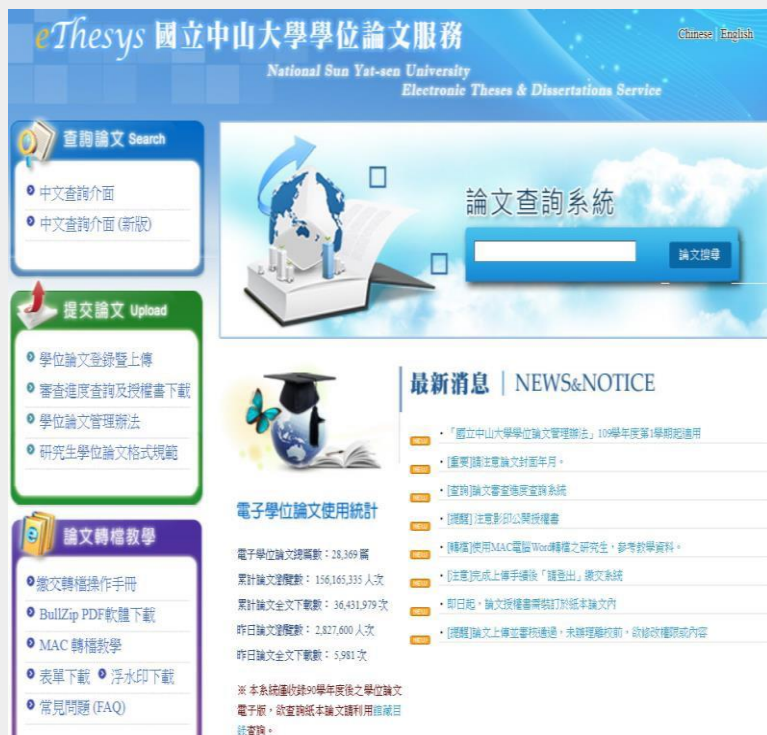 eThesys 國立中山大學學位論文服務
Chinese | English
National Sun Yat-sen University
Electronic Theses & Dissertations Service
查詢論文 Search
中文查詢介面
中文查詢介面 (新版)
論文查詢系統
論文搜尋
提交論文 Upload
學位論文登錄暨上傳
審查進度查詢及授權書下載
學位論文管理辦法
研究生學位論文格式規範
論文轉檔教學
繳交轉檔操作手冊
BullZip PDF軟體下載
MAC 轉檔教學
表單下載 浮水印下載
常見問題 (FAQ)
電子學位論文使用統計
電子學位論文總篇數：28,369 篇
累計論文瀏覽數： 156,165,335 人次
累計論文全文下載數： 36,431,979 次
昨日論文瀏覽數： 2,827,600 人次
昨日論文全文下載數： 5,981 次
※ 本系統僅收錄90學年度後之學位論文
電子版，欲查詢紙本論文請利用館藏目
錄查詢。
最新消息 | NEWS&NOTICE
NEW ・「國立中山大學學位論文管理辦法」109學年度第1學期起適用
NEW ・[重要]請注意論文封面年月。
NEW ・[查詢]論文審查進度查詢系統
NEW ・[提醒] 注意影印公開授權書
NEW ・[轉檔]使用MAC電腦Word轉檔之研究生，參考教學資料。
NEW ・[注意]完成上傳手續後「請登出」繳交系統
NEW ・即日起，論文授權書需裝訂於紙本論文內
NEW ・[提醒]論文上傳並審核通過，未辦理離校前，欲修改權限或內容